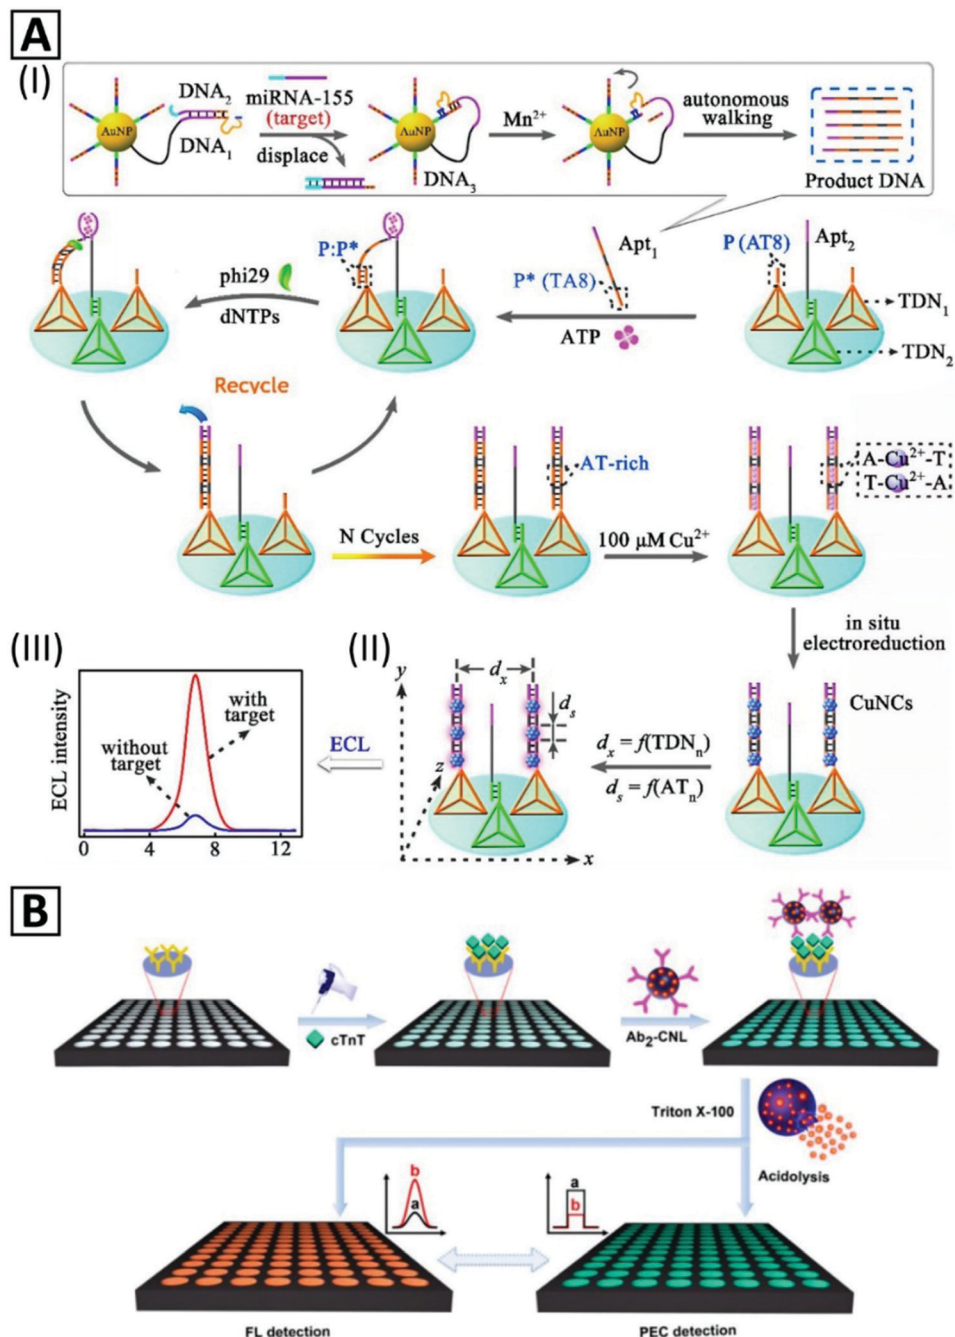 A
(I)
DNA2
miRNA-155
(target)
displace
AuNP
DNA1
AuNP
DNA3
Mn2+
AuNP
autonomous
walking
Product DNA
P:P*
phi29
dNTPs
Apt1
P* (TA8)
ATP
P (AT8)
Apt2
TDN1
TDN2
Recycle
N Cycles
AT-rich
100 µM Cu2+
A-Cu2+-T
T-Cu2+-A
in situ
electroreduction
(III)
ECL intensity
with
target
without
target
0 4 8 12
ECL
(II)
y
dx
ds
z
x
dx = f(TDNn)
ds = f(ATn)
CuNCs
B
cTnT
Ab2-CNL
Triton X-100
Acidolysis
b
a
a
b
FL detection
PEC detection